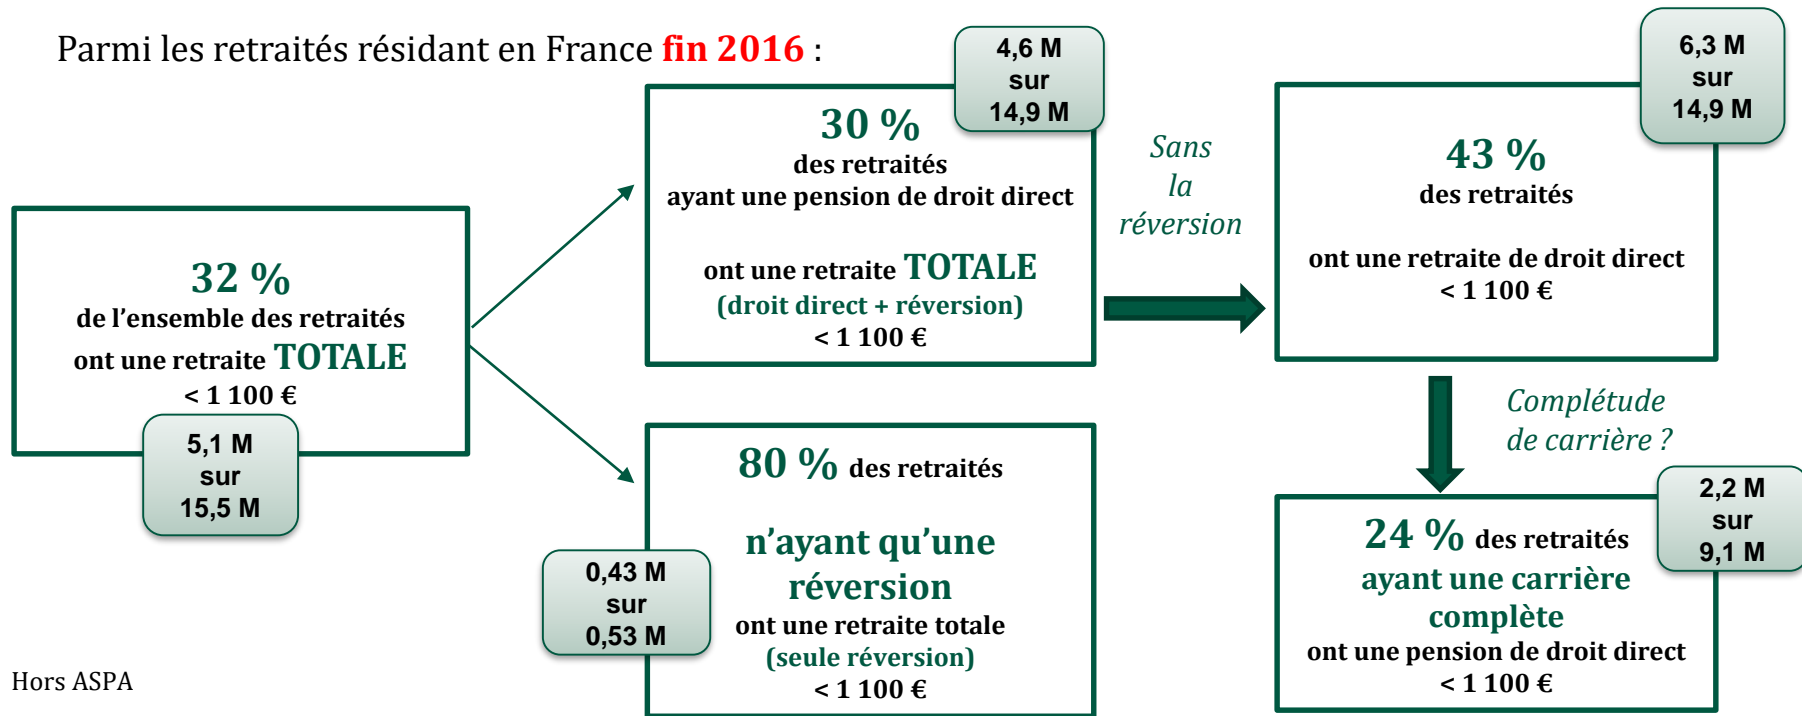 Parmi les retraités résidant en France fin 2016 :
32 %
de l'ensemble des retraités
ont une retraite TOTALE
< 1 100 €
5,1 M
sur
15,5 M
4,6 M
sur
14,9 M
30 %
des retraités
ayant une pension de droit direct
ont une retraite TOTALE
(droit direct + réversion)
< 1 100 €
80 % des retraités
n'ayant qu'une
réversion
ont une retraite totale
(seule réversion)
< 1 100 €
0,43 M
sur
0,53 M
Sans
la
réversion
6,3 M
sur
14,9 M
43 %
des retraités
ont une retraite de droit direct
< 1 100 €
Complétude
de carrière ?
2,2 M
sur
9,1 M
24 % des retraités
ayant une carrière
complète
ont une pension de droit direct
< 1 100 €
Hors ASPA